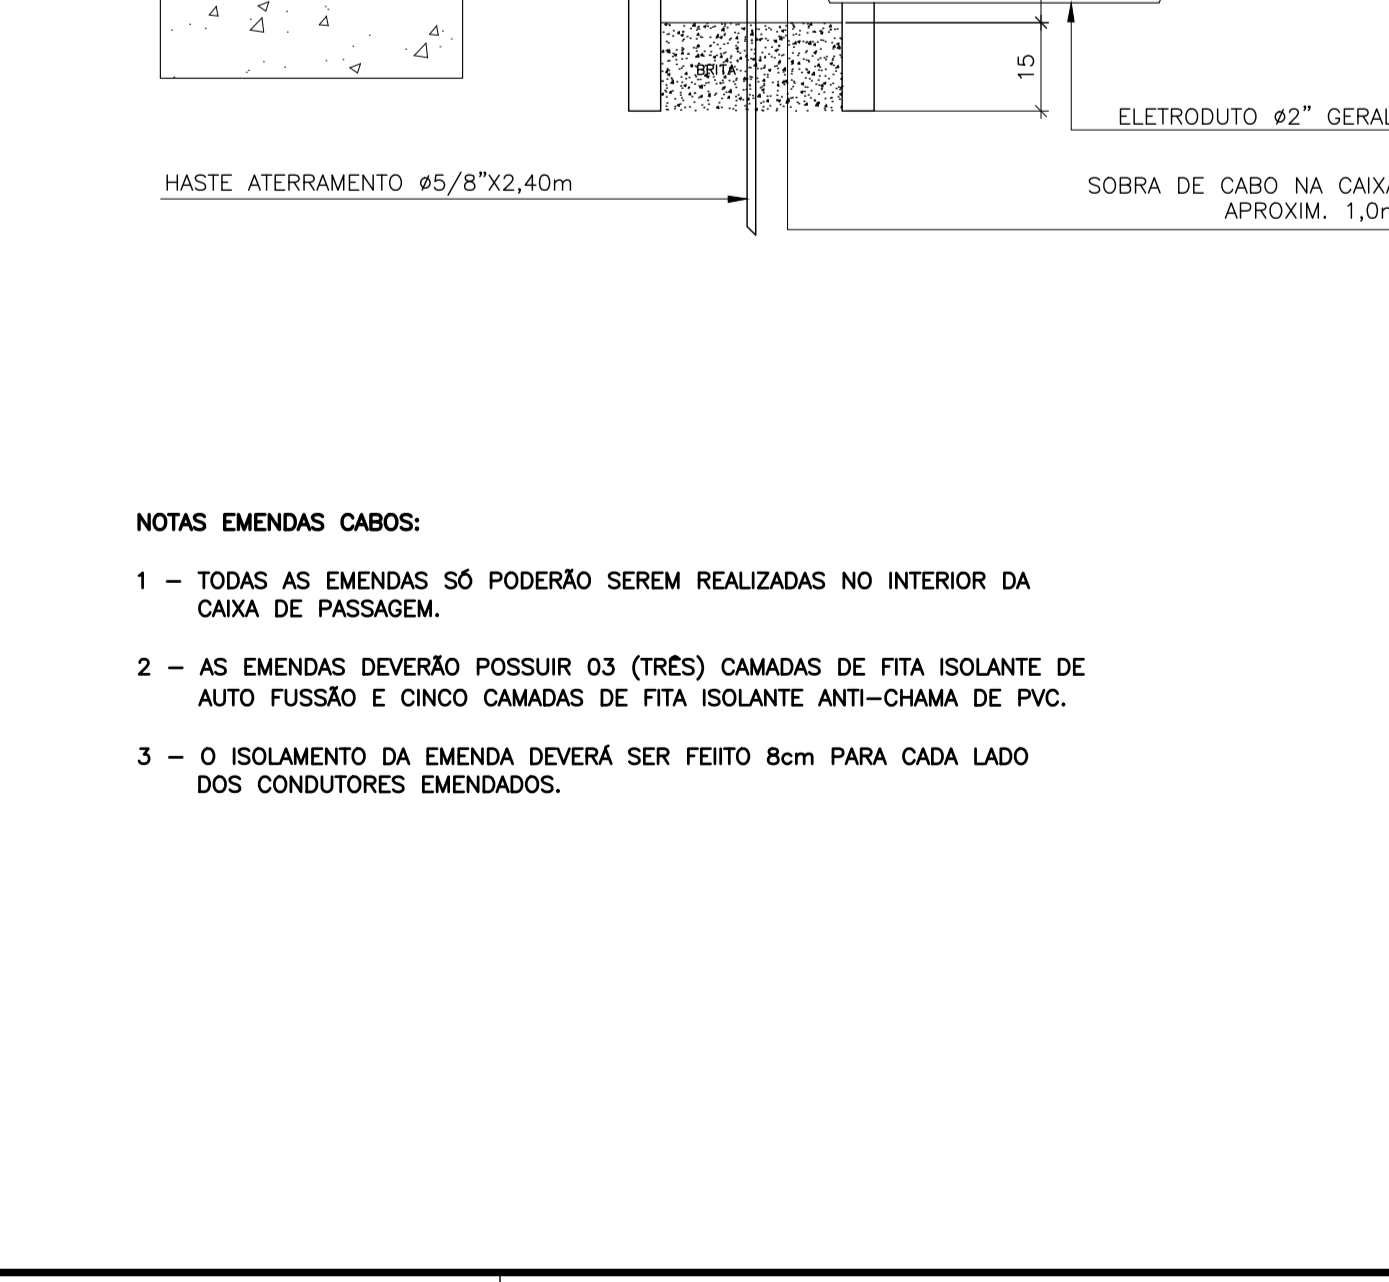 BRITA
15
ELETRODUTO ø2" GERAL
HASTE ATERRAMENTO ø5/8"X2,40m
SOBRA DE CABO NA CAIXA
APROXIM. 1,0m
NOTAS EMENDAS CABOS:
1 – TODAS AS EMENDAS SÓ PODERÃO SEREM REALIZADAS NO INTERIOR DA
CAIXA DE PASSAGEM.
2 – AS EMENDAS DEVERÃO POSSUIR 03 (TRÊS) CAMADAS DE FITA ISOLANTE DE
AUTO FUSSÃO E CINCO CAMADAS DE FITA ISOLANTE ANTI–CHAMA DE PVC.
3 – O ISOLAMENTO DA EMENDA DEVERÁ SER FEIITO 8cm PARA CADA LADO
DOS CONDUTORES EMENDADOS.